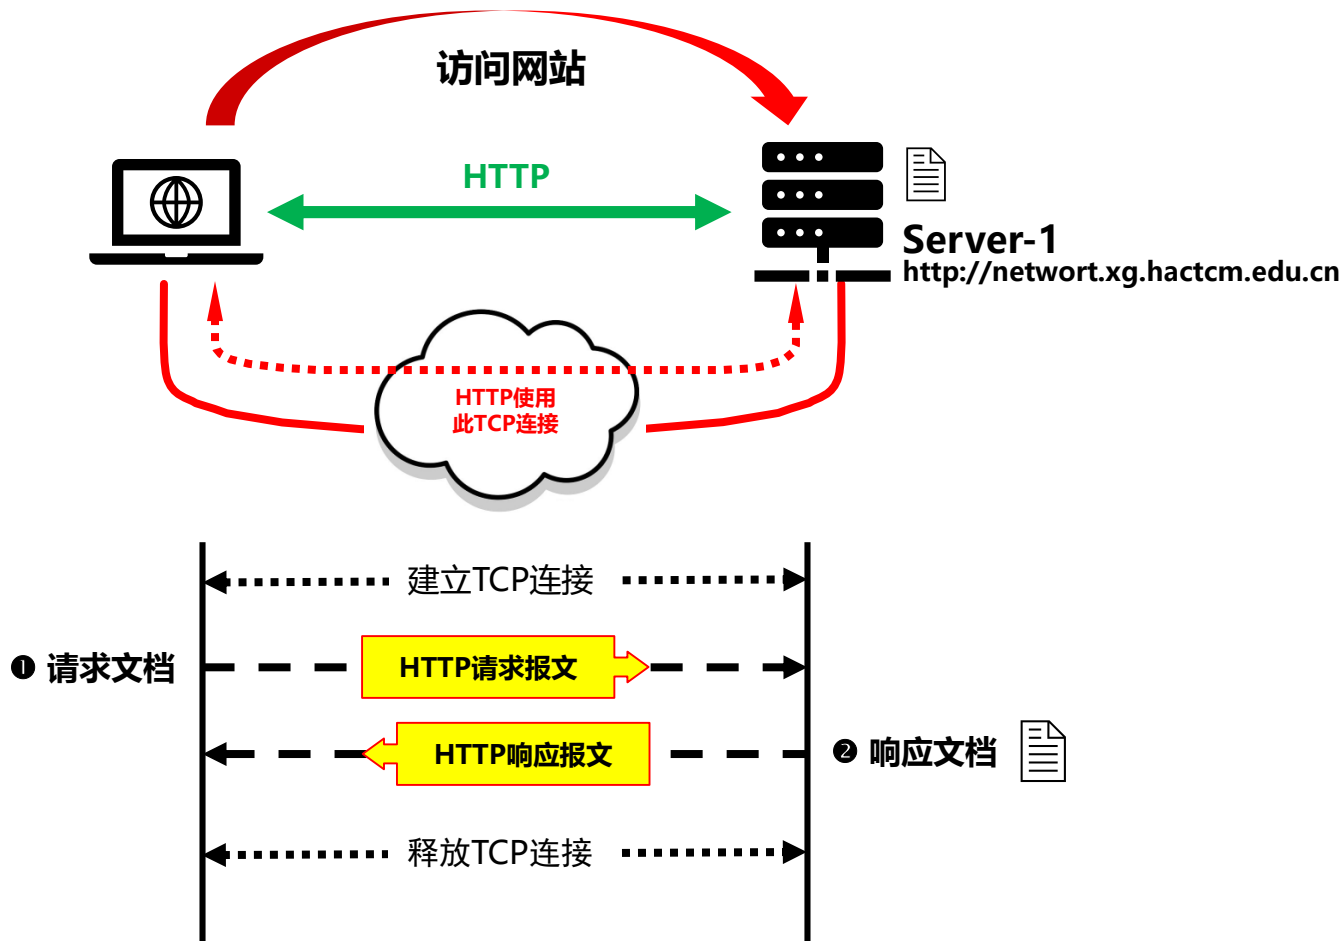 访问网站
HTTP
Server-1
http://networt.xg.hactcm.edu.cn
HTTP使用
此TCP连接
建立TCP连接
❶ 请求文档
HTTP请求报文
HTTP响应报文
❷ 响应文档
释放TCP连接